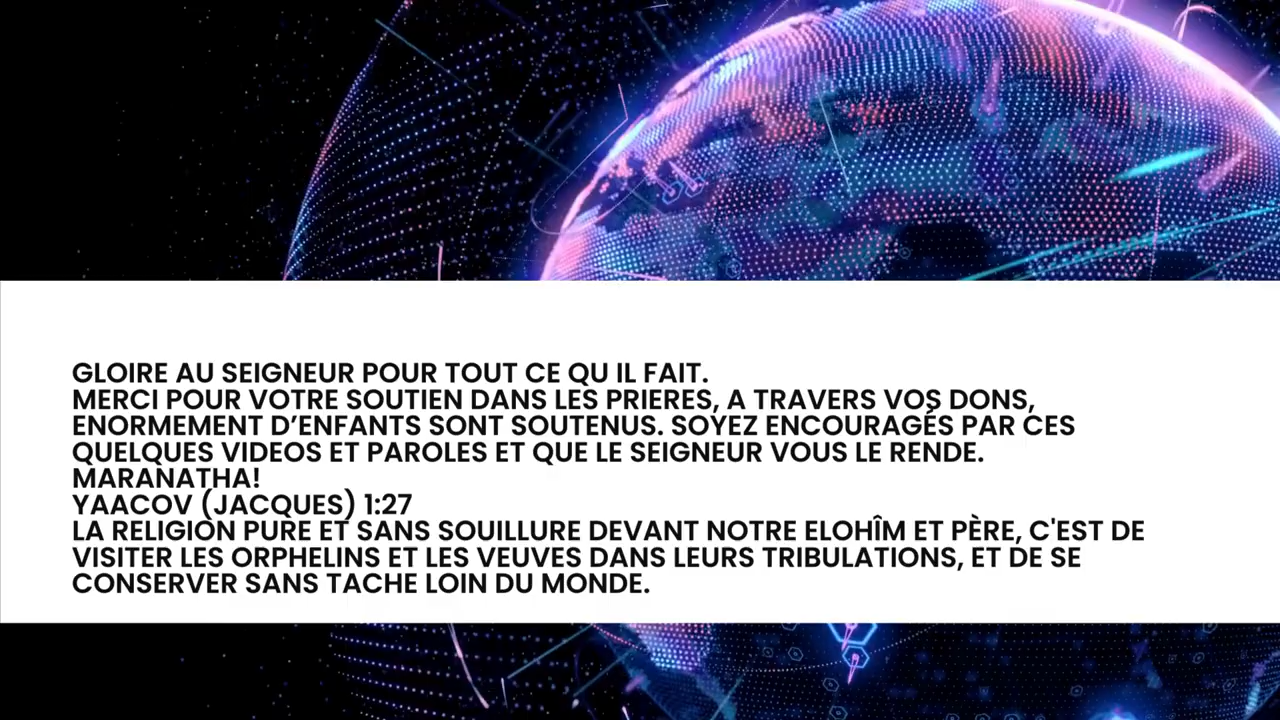 GLOIRE AU SEIGNEUR POUR TOUT CE QU IL FAIT.
MERCI POUR VOTRE SOUTIEN DANS LES PRIERES, A TRAVERS VOS DONS,
ENORMEMENT D’ENFANTS SONT SOUTENUS. SOYEZ ENCOURAGÉS PAR CES
QUELQUES VIDEOS ET PAROLES ET QUE LE SEIGNEUR VOUS LE RENDE.
MARANATHA!
YAACOV (JACQUES) 1:27
LA RELIGION PURE ET SANS SOUILLURE DEVANT NOTRE ELOHÎM ET PÈRE, C'EST DE
VISITER LES ORPHELINS ET LES VEUVES DANS LEURS TRIBULATIONS, ET DE SE
CONSERVER SANS TACHE LOIN DU MONDE.